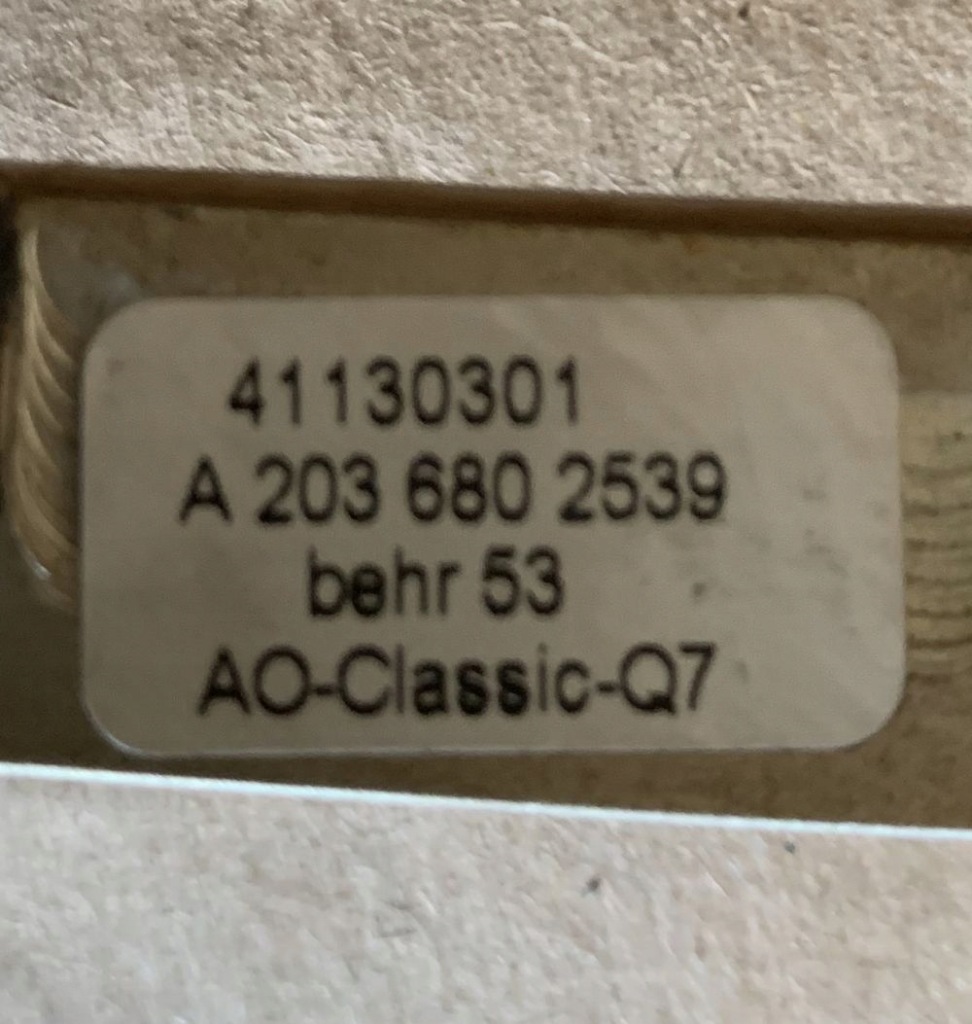 41130301
A 203 680 2539
behr 53
AO-Classic-Q7